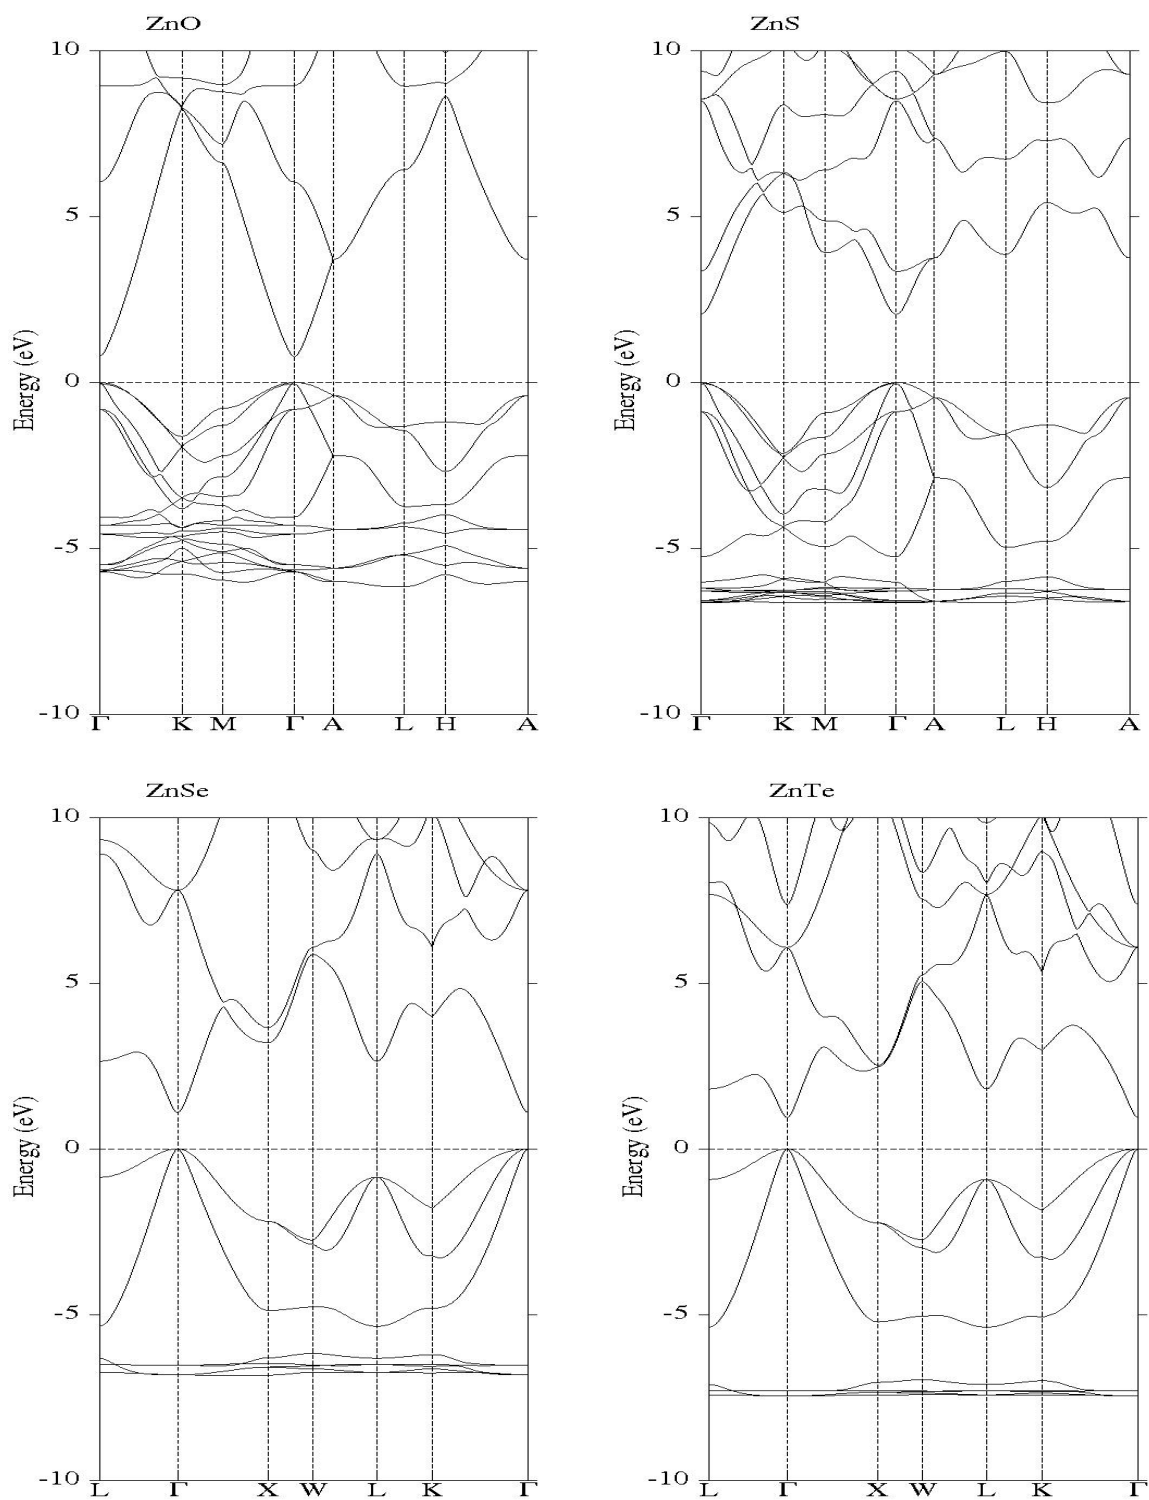 ZnO
10
5
0
-5
-10
Energy (eV)
Γ K M Γ A L H A
ZnS
10
5
0
-5
-10
Energy (eV)
Γ K M Γ A L H A
ZnSe
10
5
0
-5
-10
Energy (eV)
L Γ X W L K Γ
ZnTe
10
5
0
-5
-10
Energy (eV)
L Γ X W L K Γ